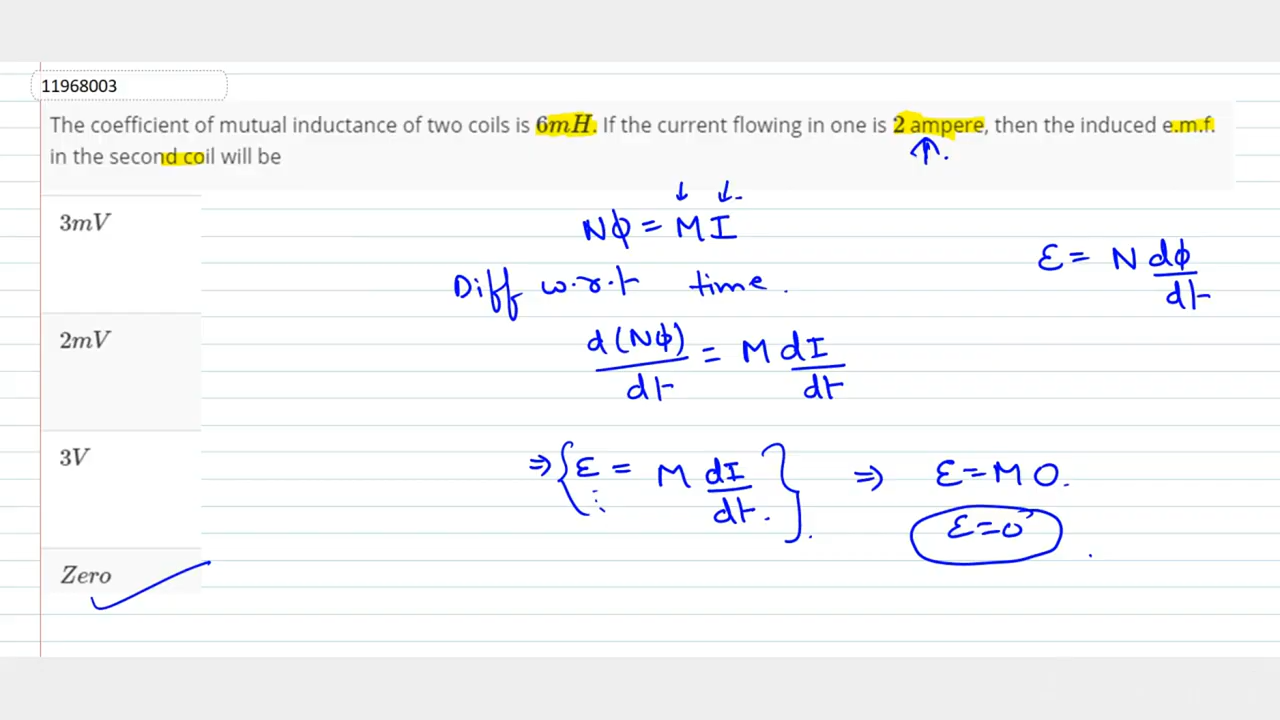 11968003
The coefficient of mutual inductance of two coils is 6mH. If the current flowing in one is 2 ampere, then the induced e.m.f.
in the second coil will be
3mV
2mV
3V
Zero
Nϕ = MI
Diff w.r.t time.
d(Nϕ)/dt = M dI/dt
⇒ { ε = M dI/dt. } ⇒ ε = M 0.
ε = 0
ε = N dϕ/dt